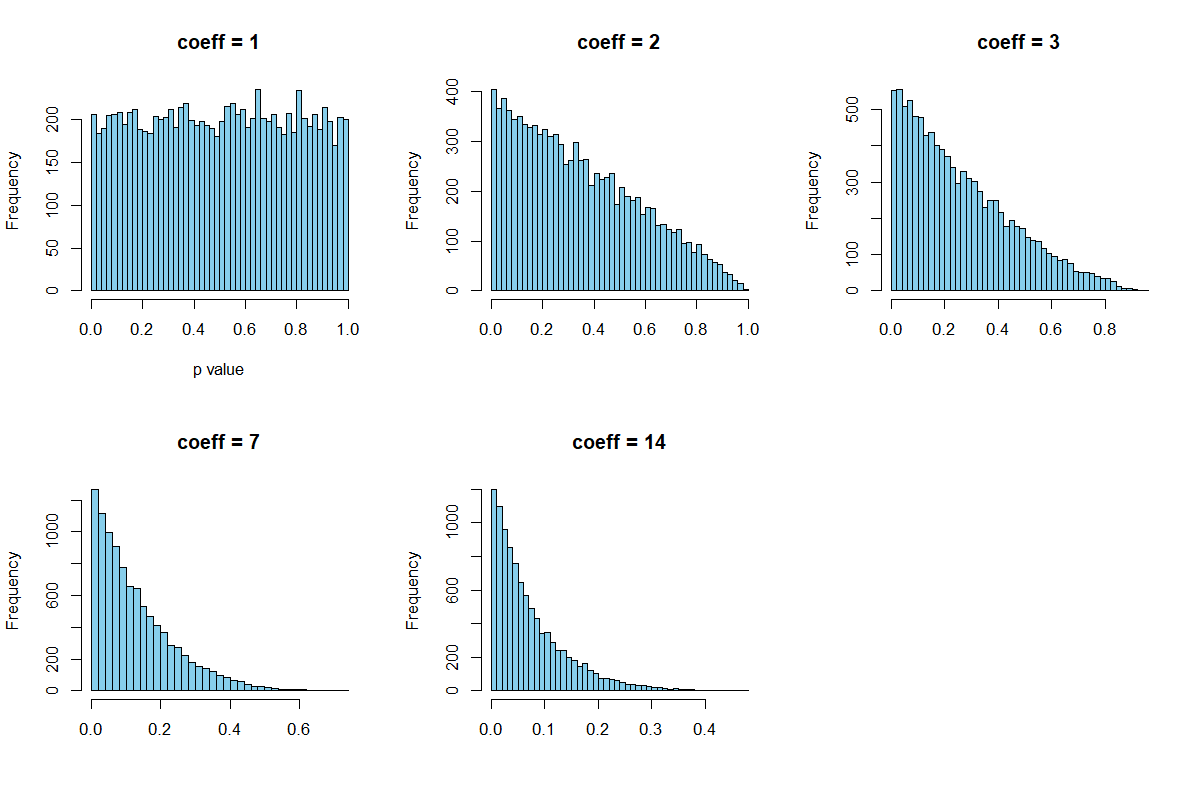 coeff = 1
Frequency
0 50 100 150 200
0.0 0.2 0.4 0.6 0.8 1.0
p value
coeff = 2
Frequency
0 100 200 300 400
0.0 0.2 0.4 0.6 0.8 1.0
coeff = 3
Frequency
0 100 300 500
0.0 0.2 0.4 0.6 0.8
coeff = 7
Frequency
0 200 600 1000
0.0 0.2 0.4 0.6
coeff = 14
Frequency
0 200 600 1000
0.0 0.1 0.2 0.3 0.4